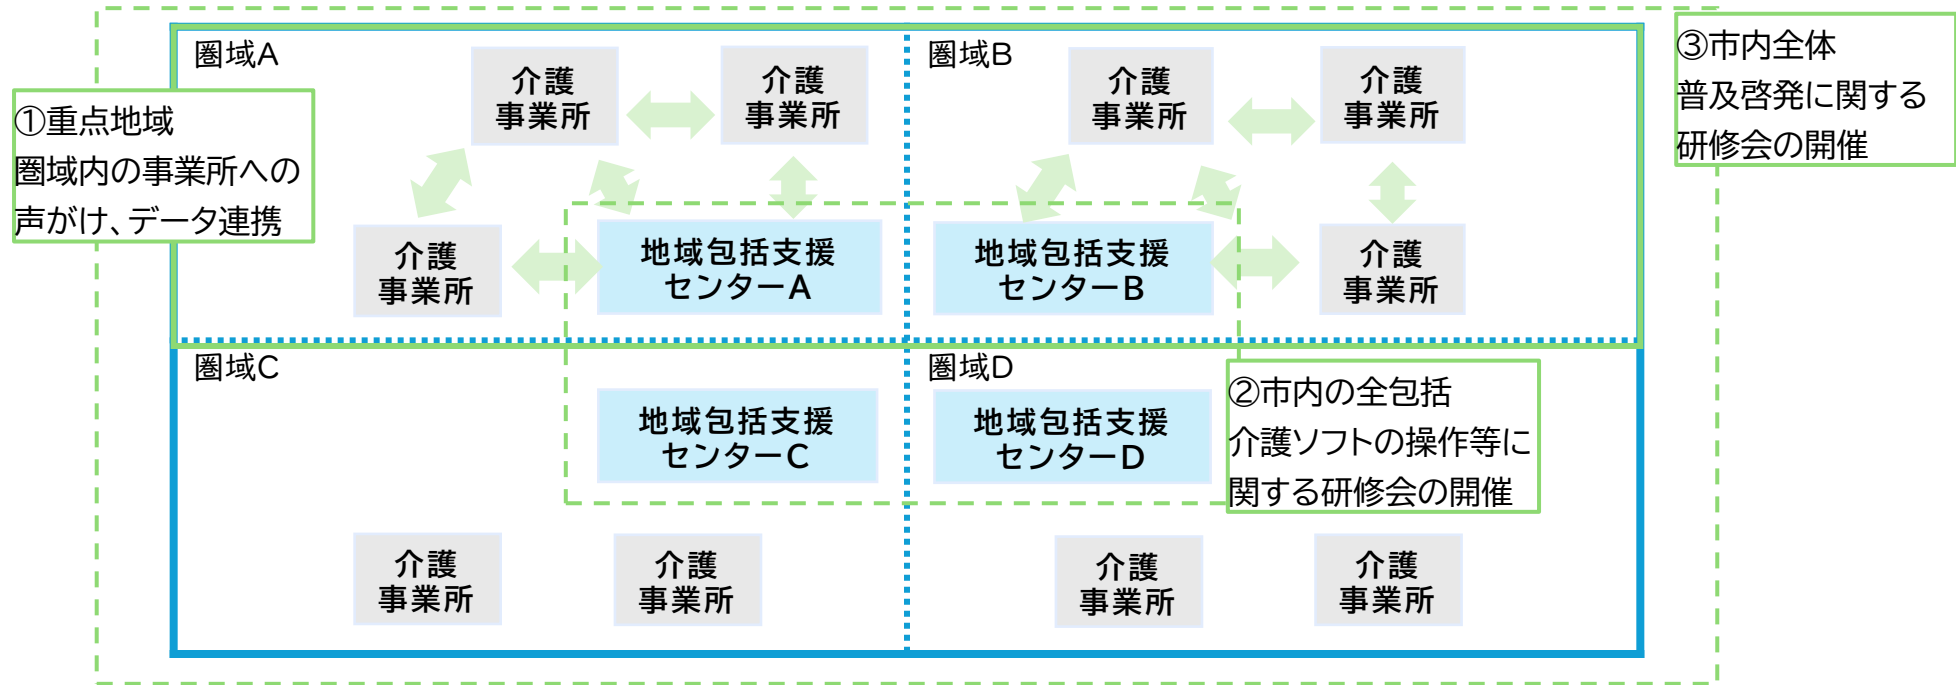 圏域A
介護
事業所
介護
事業所
圏域B
介護
事業所
介護
事業所
③市内全体
普及啓発に関する
研修会の開催
①重点地域
圏域内の事業所への
声がけ、データ連携
介護
事業所
地域包括支援
センターA
地域包括支援
センターB
介護
事業所
圏域C
地域包括支援
センターC
圏域D
地域包括支援
センターD
②市内の全包括
介護ソフトの操作等に
関する研修会の開催
介護
事業所
介護
事業所
介護
事業所
介護
事業所